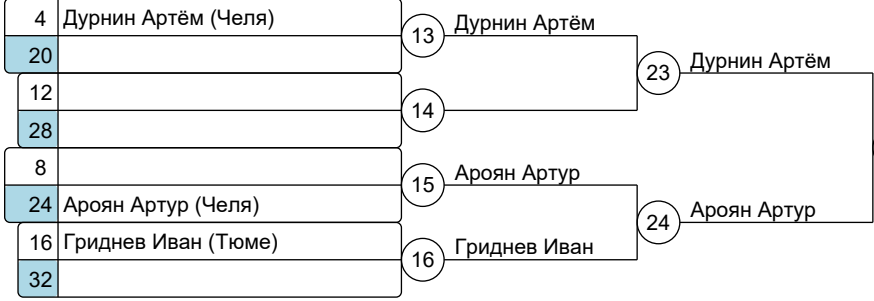 4 Дурнин Артём (Челя)
20
12
28
8
24 Ароян Артур (Челя)
16 Гриднев Иван (Тюме)
32
13 Дурнин Артём
14
15 Ароян Артур
16 Гриднев Иван
23 Дурнин Артём
24 Ароян Артур